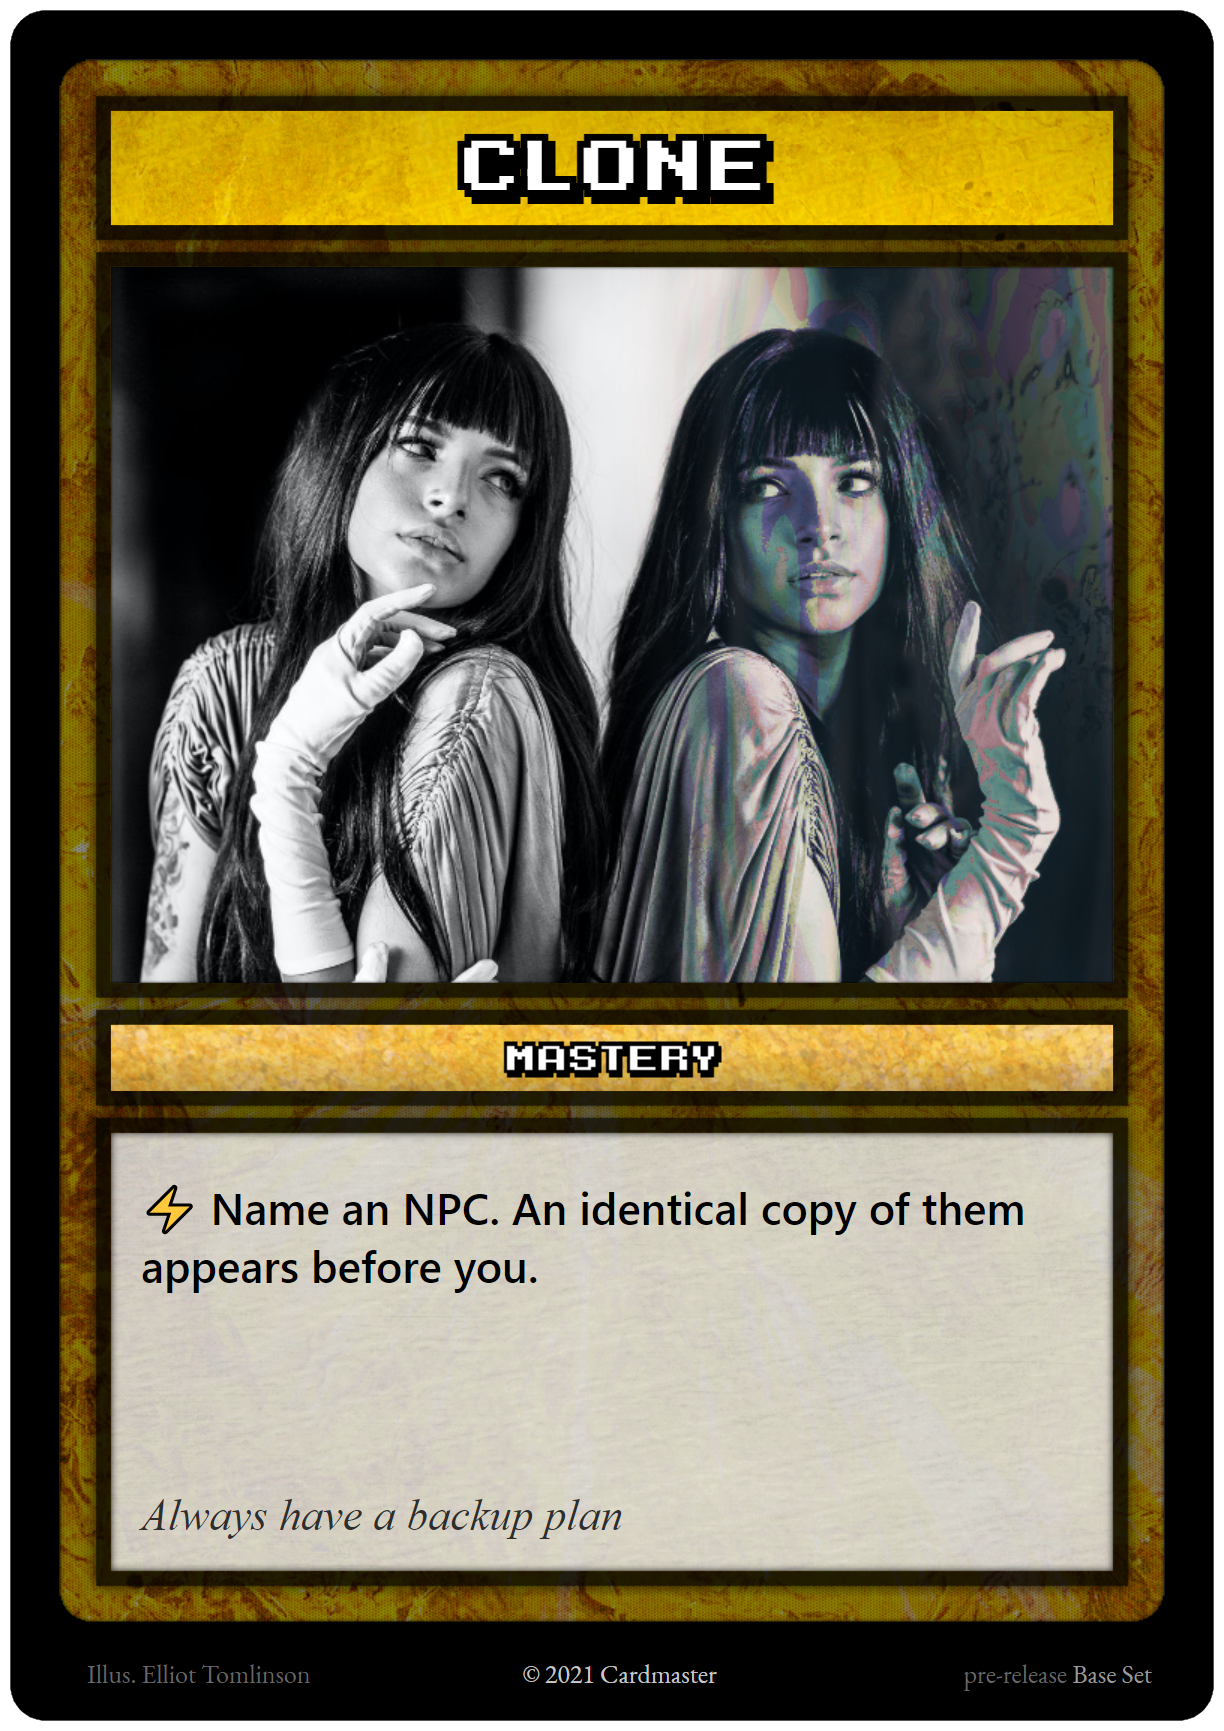 CLONE
MASTERY
⚡ Name an NPC. An identical copy of them
appears before you.
Always have a backup plan
Illus. Elliot Tomlinson
© 2021 Cardmaster
pre-release Base Set